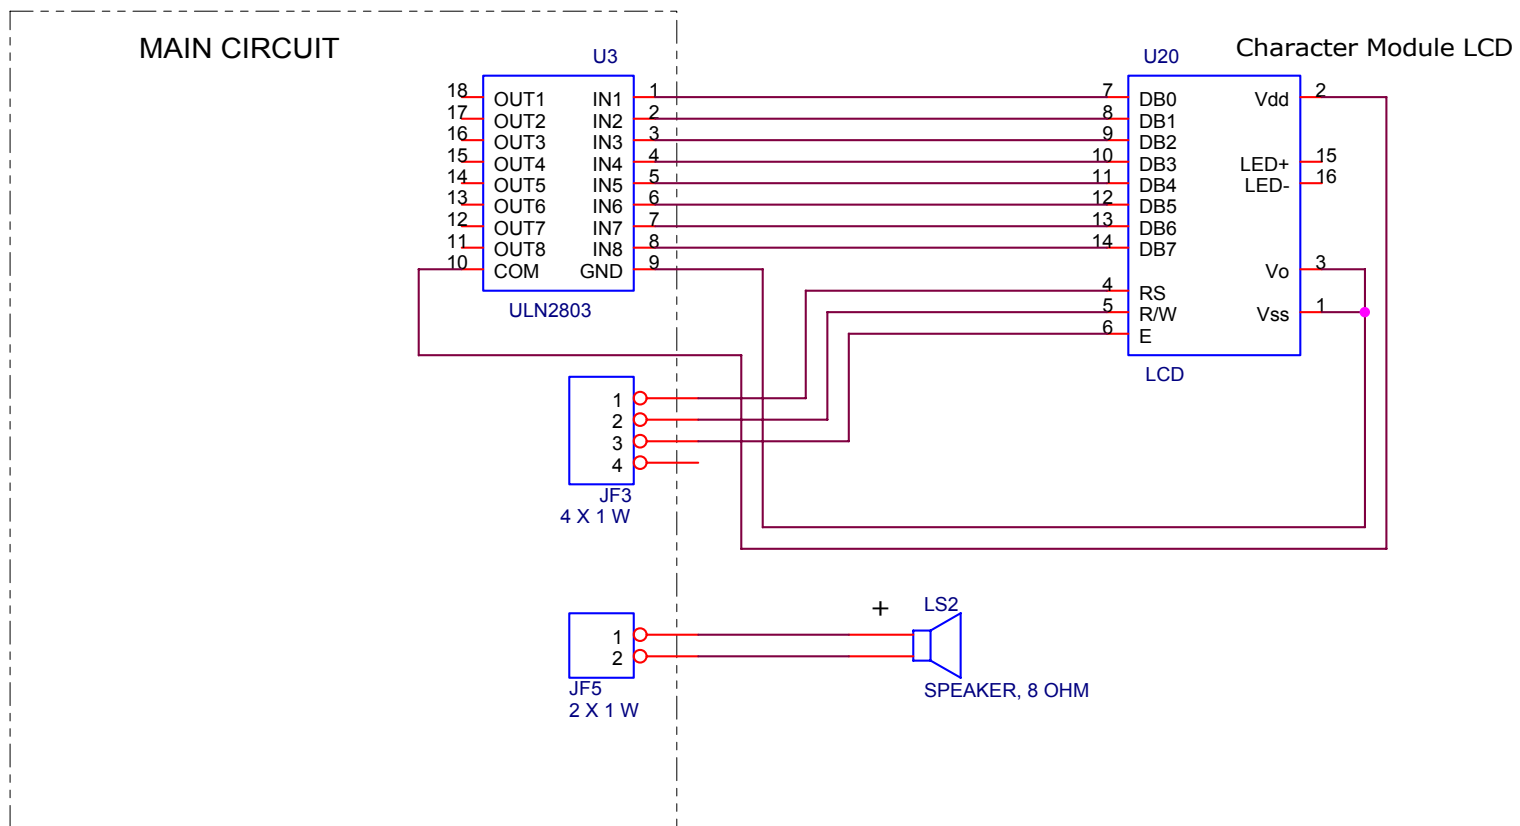 MAIN CIRCUIT
Character Module LCD
U3
U20
18 OUT1 IN1 1
17 OUT2 IN2 2
16 OUT3 IN3 3
15 OUT4 IN4 4
14 OUT5 IN5 5
13 OUT6 IN6 6
12 OUT7 IN7 7
11 OUT8 IN8 8
10 COM GND 9
ULN2803
7 DB0 Vdd 2
8 DB1
9 DB2
10 DB3 LED+ 15
11 DB4 LED- 16
12 DB5
13 DB6
14 DB7 Vo 3
4 RS
5 R/W Vss 1
6 E
LCD
1
2
3
4
JF3
4 X 1 W
+ LS2
1
2
JF5
2 X 1 W
SPEAKER, 8 OHM